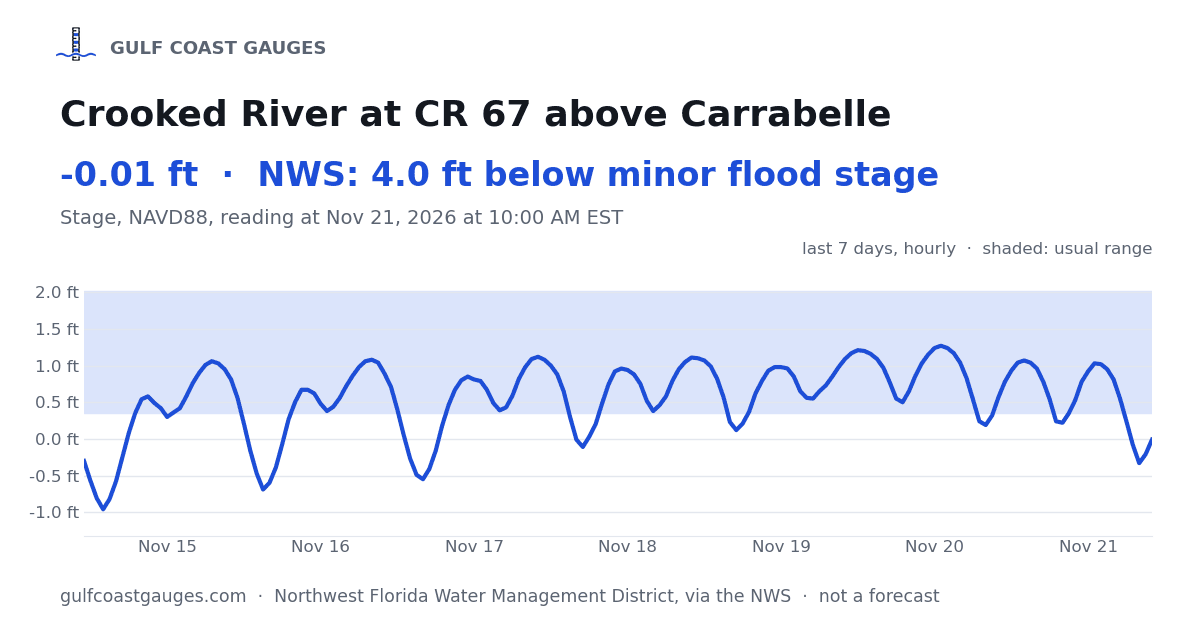 GULF COAST GAUGES
Crooked River at CR 67 above Carrabelle
-0.01 ft · NWS: 4.0 ft below minor flood stage
Stage, NAVD88, reading at Nov 21, 2026 at 10:00 AM EST
last 7 days, hourly · shaded: usual range
2.0 ft
1.5 ft
1.0 ft
0.5 ft
0.0 ft
-0.5 ft
-1.0 ft
Nov 15 Nov 16 Nov 17 Nov 18 Nov 19 Nov 20 Nov 21
gulfcoastgauges.com · Northwest Florida Water Management District, via the NWS · not a forecast